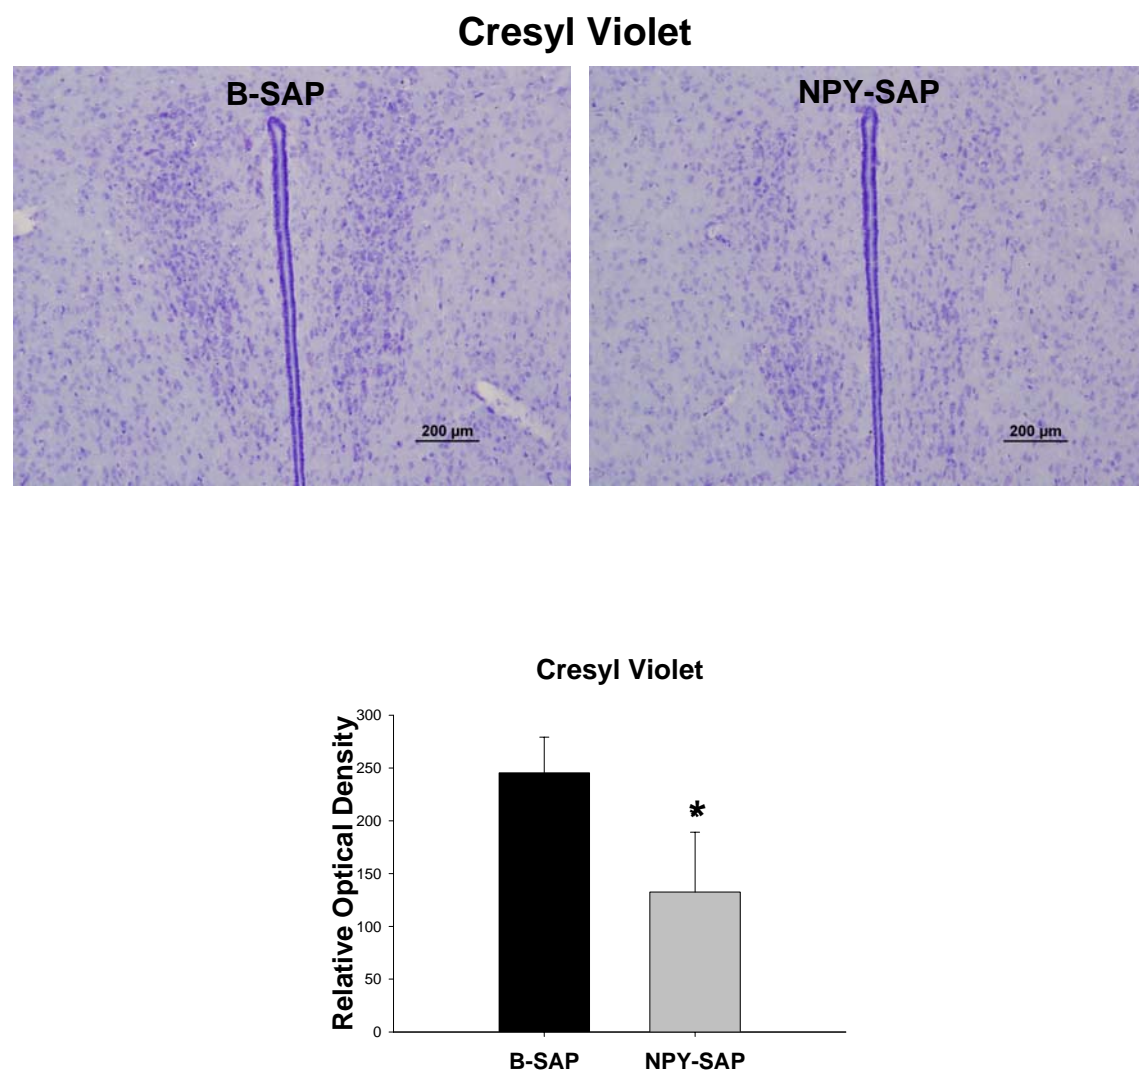 Cresyl Violet
B-SAP
NPY-SAP
200 µm
200 µm
Cresyl Violet
Relative Optical Density
300
250
200
150
100
50
0
*
B-SAP
NPY-SAP